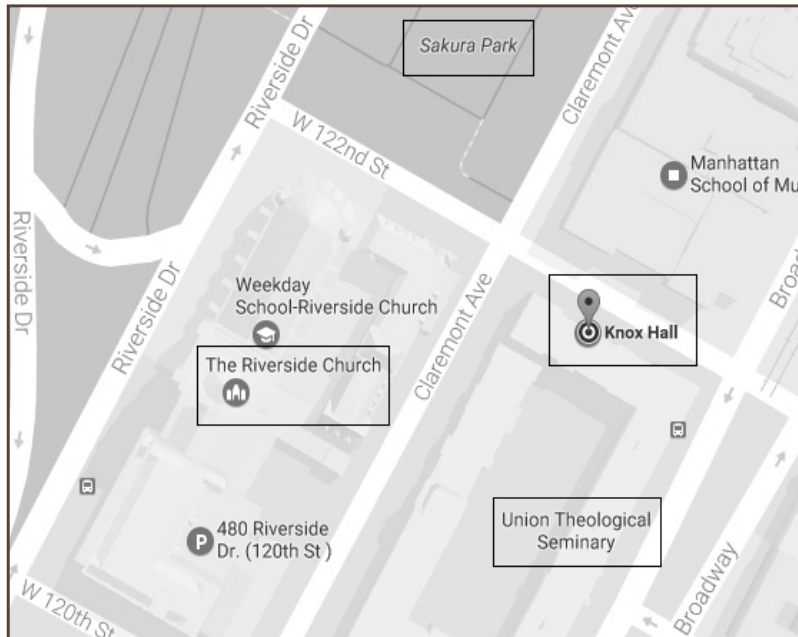 Sakura Park
Riverside Dr
Claremont Ave
W 122nd St
Manhattan
School of Mu
Riverside Dr
Riverside Dr
Broad
Weekday
School-Riverside Church
Knox Hall
The Riverside Church
Claremont Ave
Union Theological
Seminary
480 Riverside
Dr. (120th St )
P
Broadway
W 120th St